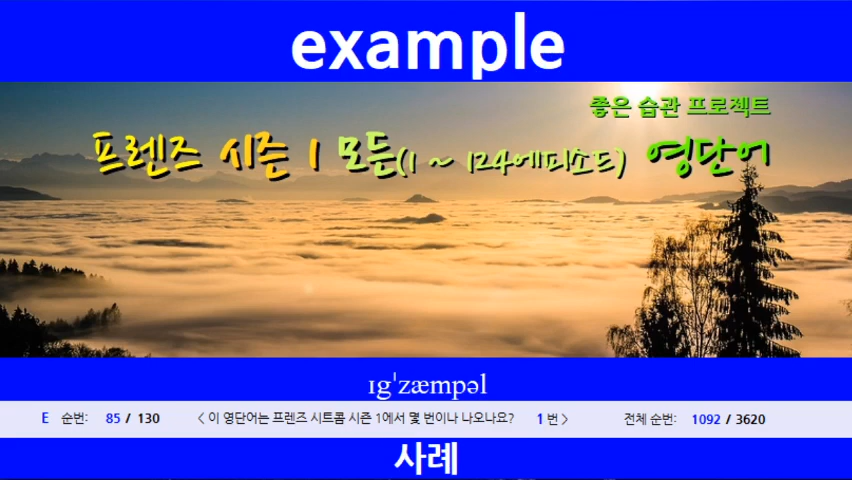 example
좋은 습관 프로젝트
프렌즈 시즌 1 모든(1 ~ 124에피소드) 영단어
ɪgˈzæmpəl
E 순번: 85 / 130 < 이 영단어는 프렌즈 시트콤 시즌 1에서 몇 번이나 나오나요? 1 번 > 전체 순번: 1092 / 3620
사례